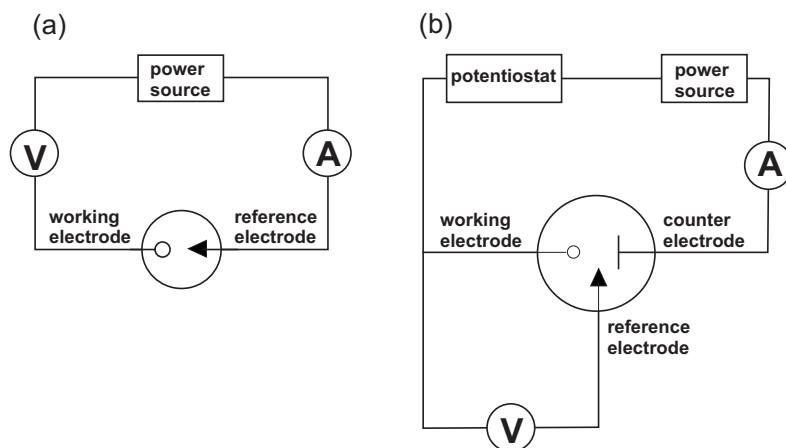 (a)
power
source
V
A
working
electrode
reference
electrode
(b)
potentiostat
power
source
A
working
electrode
counter
electrode
reference
electrode
V